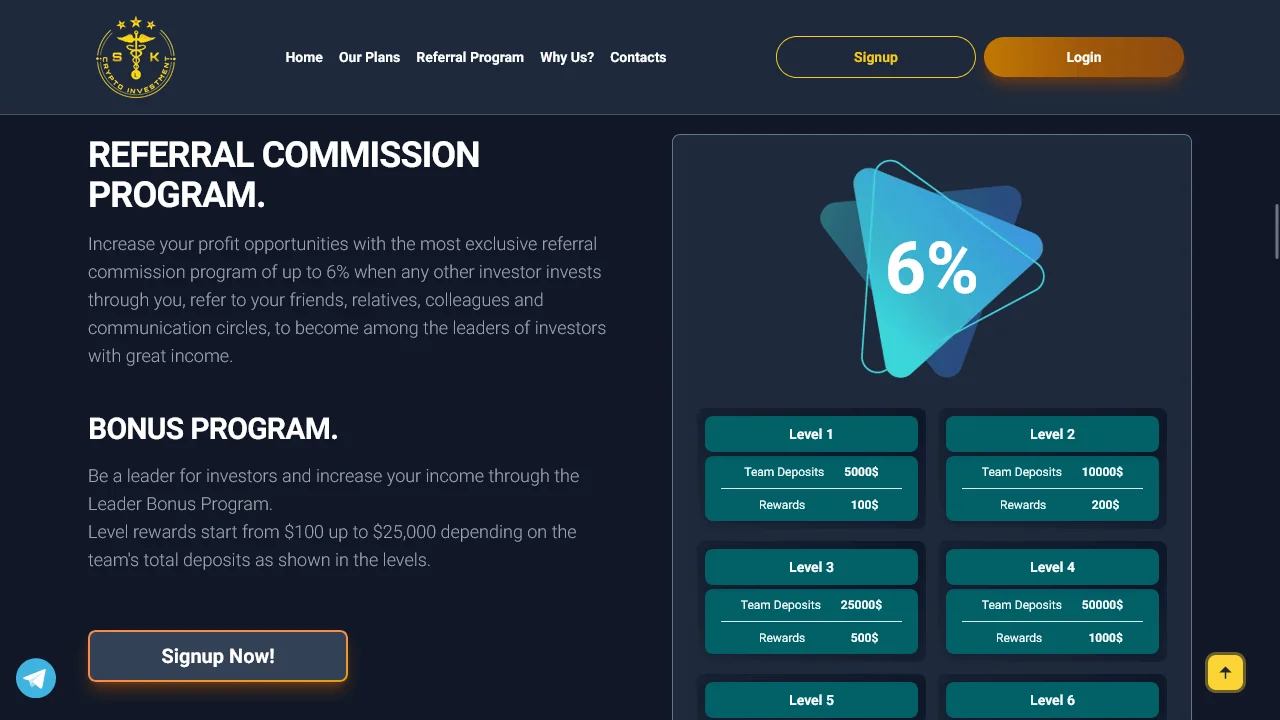 S K
CRYPTO INVESTMENT
Home Our Plans Referral Program Why Us? Contacts
Signup
Login
REFERRAL COMMISSION
PROGRAM.
Increase your profit opportunities with the most exclusive referral
commission program of up to 6% when any other investor invests
through you, refer to your friends, relatives, colleagues and
communication circles, to become among the leaders of investors
with great income.
BONUS PROGRAM.
Be a leader for investors and increase your income through the
Leader Bonus Program.
Level rewards start from $100 up to $25,000 depending on the
team's total deposits as shown in the levels.
Signup Now!
6%
Level 1
Team Deposits 5000$
Rewards 100$
Level 2
Team Deposits 10000$
Rewards 200$
Level 3
Team Deposits 25000$
Rewards 500$
Level 4
Team Deposits 50000$
Rewards 1000$
Level 5
Level 6